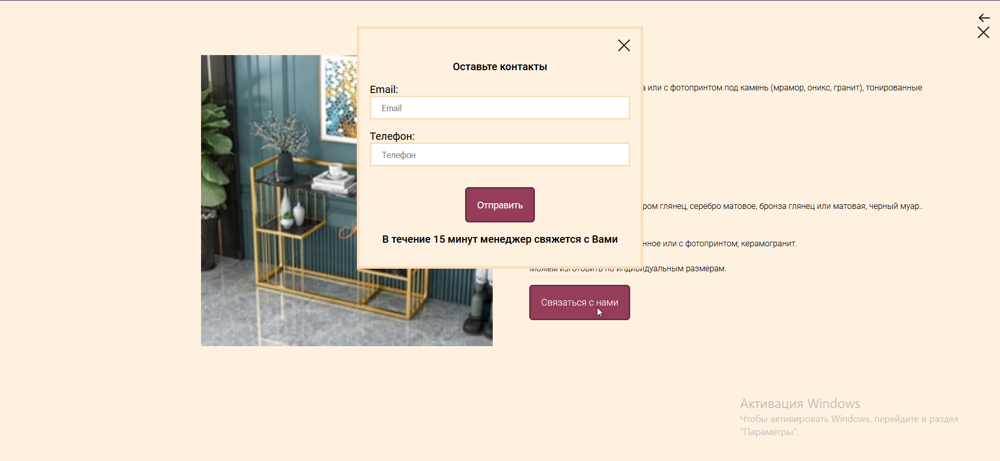 Оставьте контакты
Email:
Email
Телефон:
Телефон
Отправить
В течение 15 минут менеджер свяжется с Вами
или с фотопринтом под камень (мрамор, оникс, гранит), тонированные
глянец, серебро матовое, бронза глянец или матовая, черный муар..
или с фотопринтом; керамогранит.
Можем изготовить по индивидуальным размерам.
Связаться с нами
Активация Windows
Чтобы активировать Windows, перейдите в раздел
"Параметры".